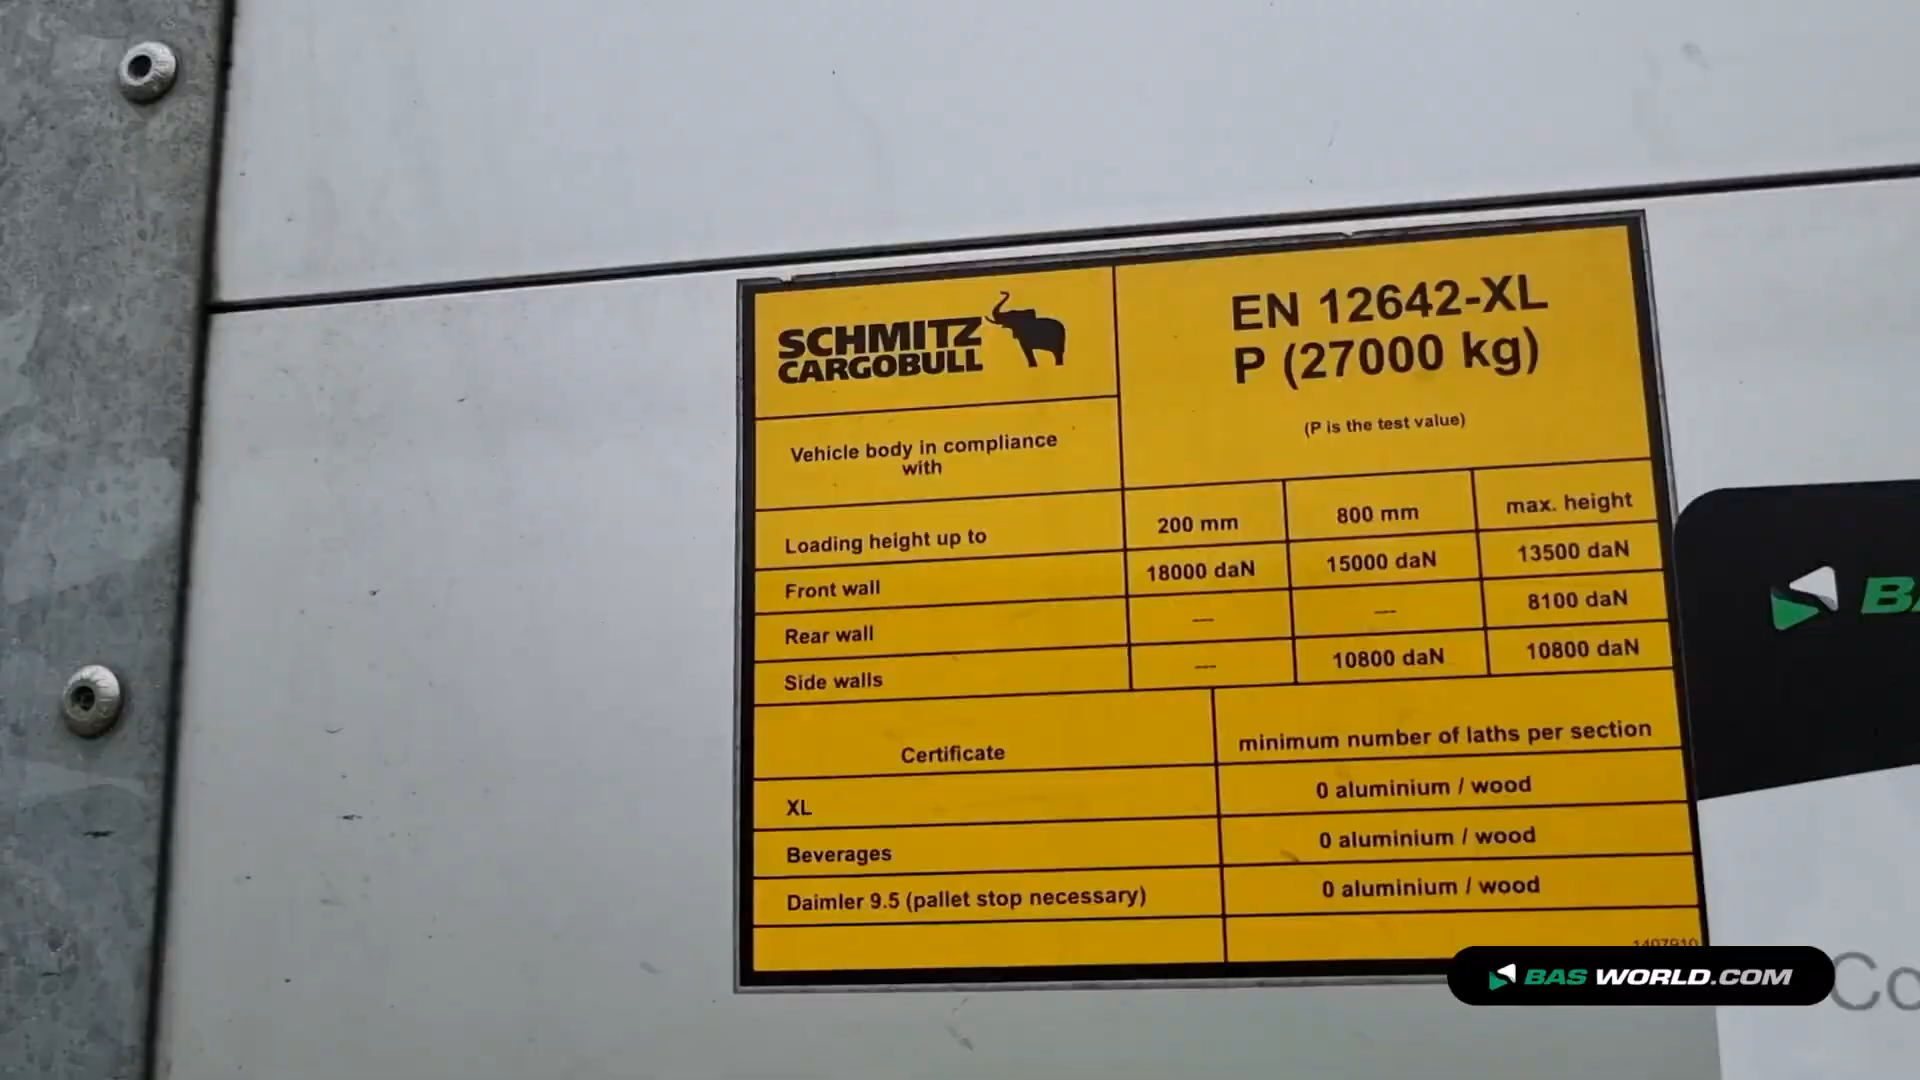 SCHMITZ
CARGOBULL
EN 12642-XL
P (27000 kg)
(P is the test value)
Vehicle body in compliance
with
Loading height up to 200 mm 800 mm max. height
Front wall 18000 daN 15000 daN 13500 daN
Rear wall — — 8100 daN
Side walls — 10800 daN 10800 daN
Certificate minimum number of laths per section
XL 0 aluminium / wood
Beverages 0 aluminium / wood
Daimler 9.5 (pallet stop necessary) 0 aluminium / wood
BAS WORLD.COM